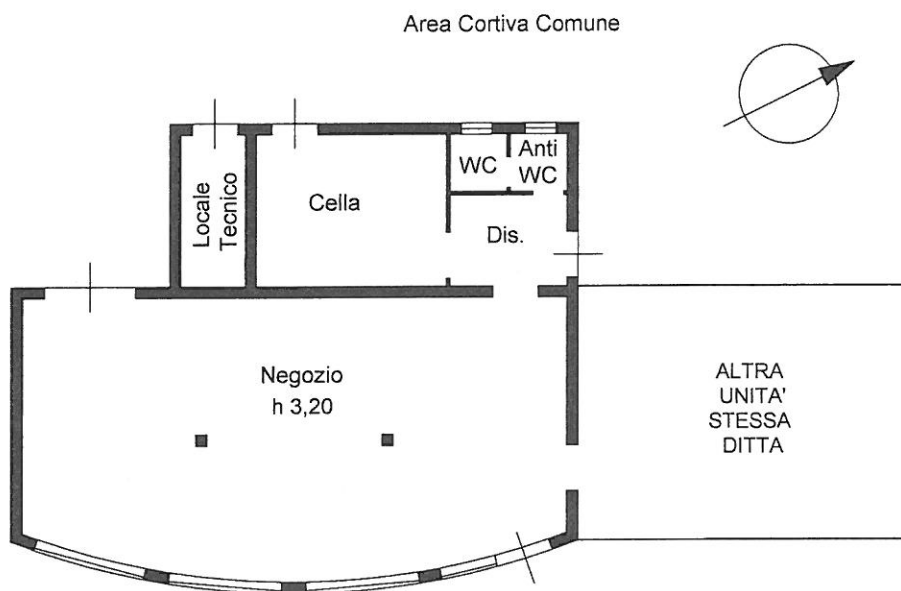 Area Cortiva Comune
Anti
WC
WC
Locale
Tecnico
Cella
Dis.
Negozio
h 3,20
ALTRA
UNITA'
STESSA
DITTA